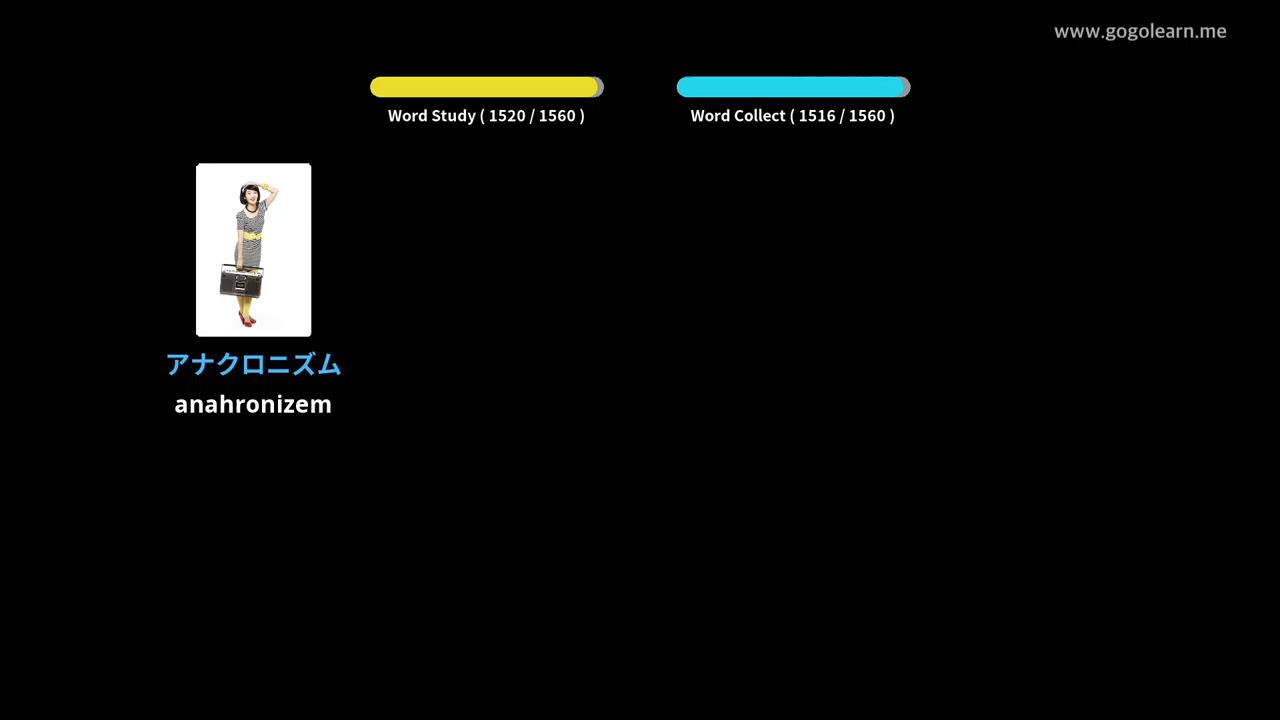 www.gogolearn.me
Word Study ( 1520 / 1560 )
Word Collect ( 1516 / 1560 )
アナクロニズム
anahronizem